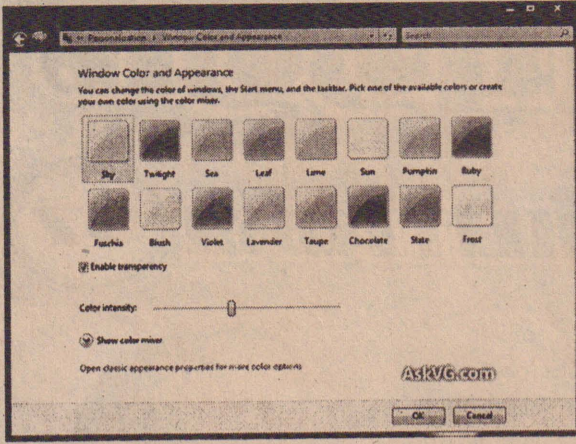 « Personalization ▸ Window Color and Appearance
Search
Window Color and Appearance
You can change the color of windows, the Start menu, and the taskbar. Pick one of the available colors or create
your own color using the color mixer.
Sky Twilight Sea Leaf Lime Sun Pumpkin Ruby
Fuschia Blush Violet Lavender Taupe Chocolate Slate Frost
Enable transparency
Color intensity:
Show color mixer
Open classic appearance properties for more color options
AskVG.com
OK Cancel